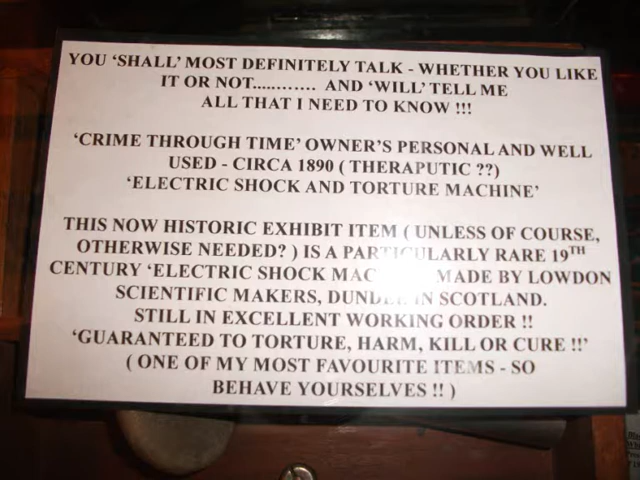 YOU ‘SHALL’ MOST DEFINITELY TALK - WHETHER YOU LIKE
IT OR NOT............ AND ‘WILL’ TELL ME
ALL THAT I NEED TO KNOW !!!
‘CRIME THROUGH TIME’ OWNER’S PERSONAL AND WELL
USED - CIRCA 1890 ( THERAPUTIC ??)
‘ELECTRIC SHOCK AND TORTURE MACHINE’
THIS NOW HISTORIC EXHIBIT ITEM ( UNLESS OF COURSE,
OTHERWISE NEEDED? ) IS A PARTICULARLY RARE 19TH
CENTURY ‘ELECTRIC SHOCK MADE BY LOWDON
SCIENTIFIC MAKERS, DUNDEE IN SCOTLAND.
STILL IN EXCELLENT WORKING ORDER !!
‘GUARANTEED TO TORTURE, HARM, KILL OR CURE !!’
( ONE OF MY MOST FAVOURITE ITEMS - SO
BEHAVE YOURSELVES !! )